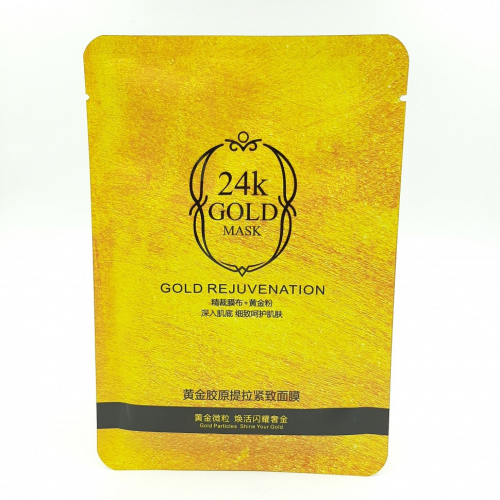 24k
GOLD
MASK
GOLD REJUVENATION
精裁膜布+黄金粉
深入肌底 细致呵护肌肤
黄金胶原提拉紧致面膜
黄金微粒 焕活闪耀奢金
Gold Particles Shine Your Gold